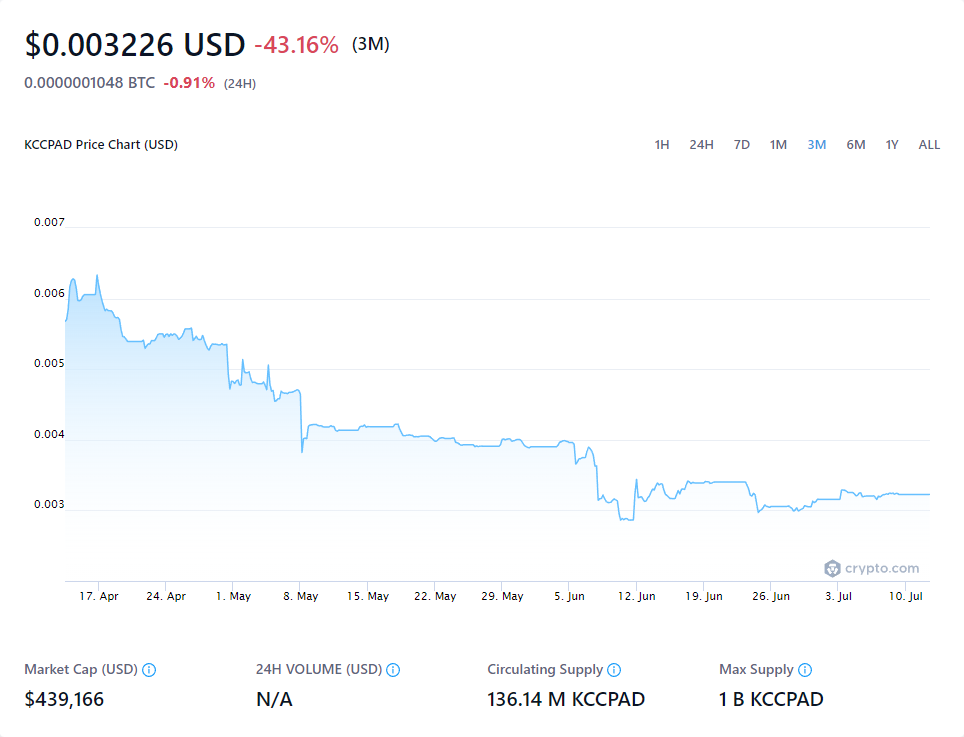 $0.003226 USD -43.16% (3M)
0.0000001048 BTC -0.91% (24H)
KCCPAD Price Chart (USD)
1H 24H 7D 1M 3M 6M 1Y ALL
0.007
0.006
0.005
0.004
0.003
crypto.com
17. Apr 24. Apr 1. May 8. May 15. May 22. May 29. May 5. Jun 12. Jun 19. Jun 26. Jun 3. Jul 10. Jul
Market Cap (USD) 24H VOLUME (USD) Circulating Supply Max Supply
$439,166 N/A 136.14 M KCCPAD 1 B KCCPAD